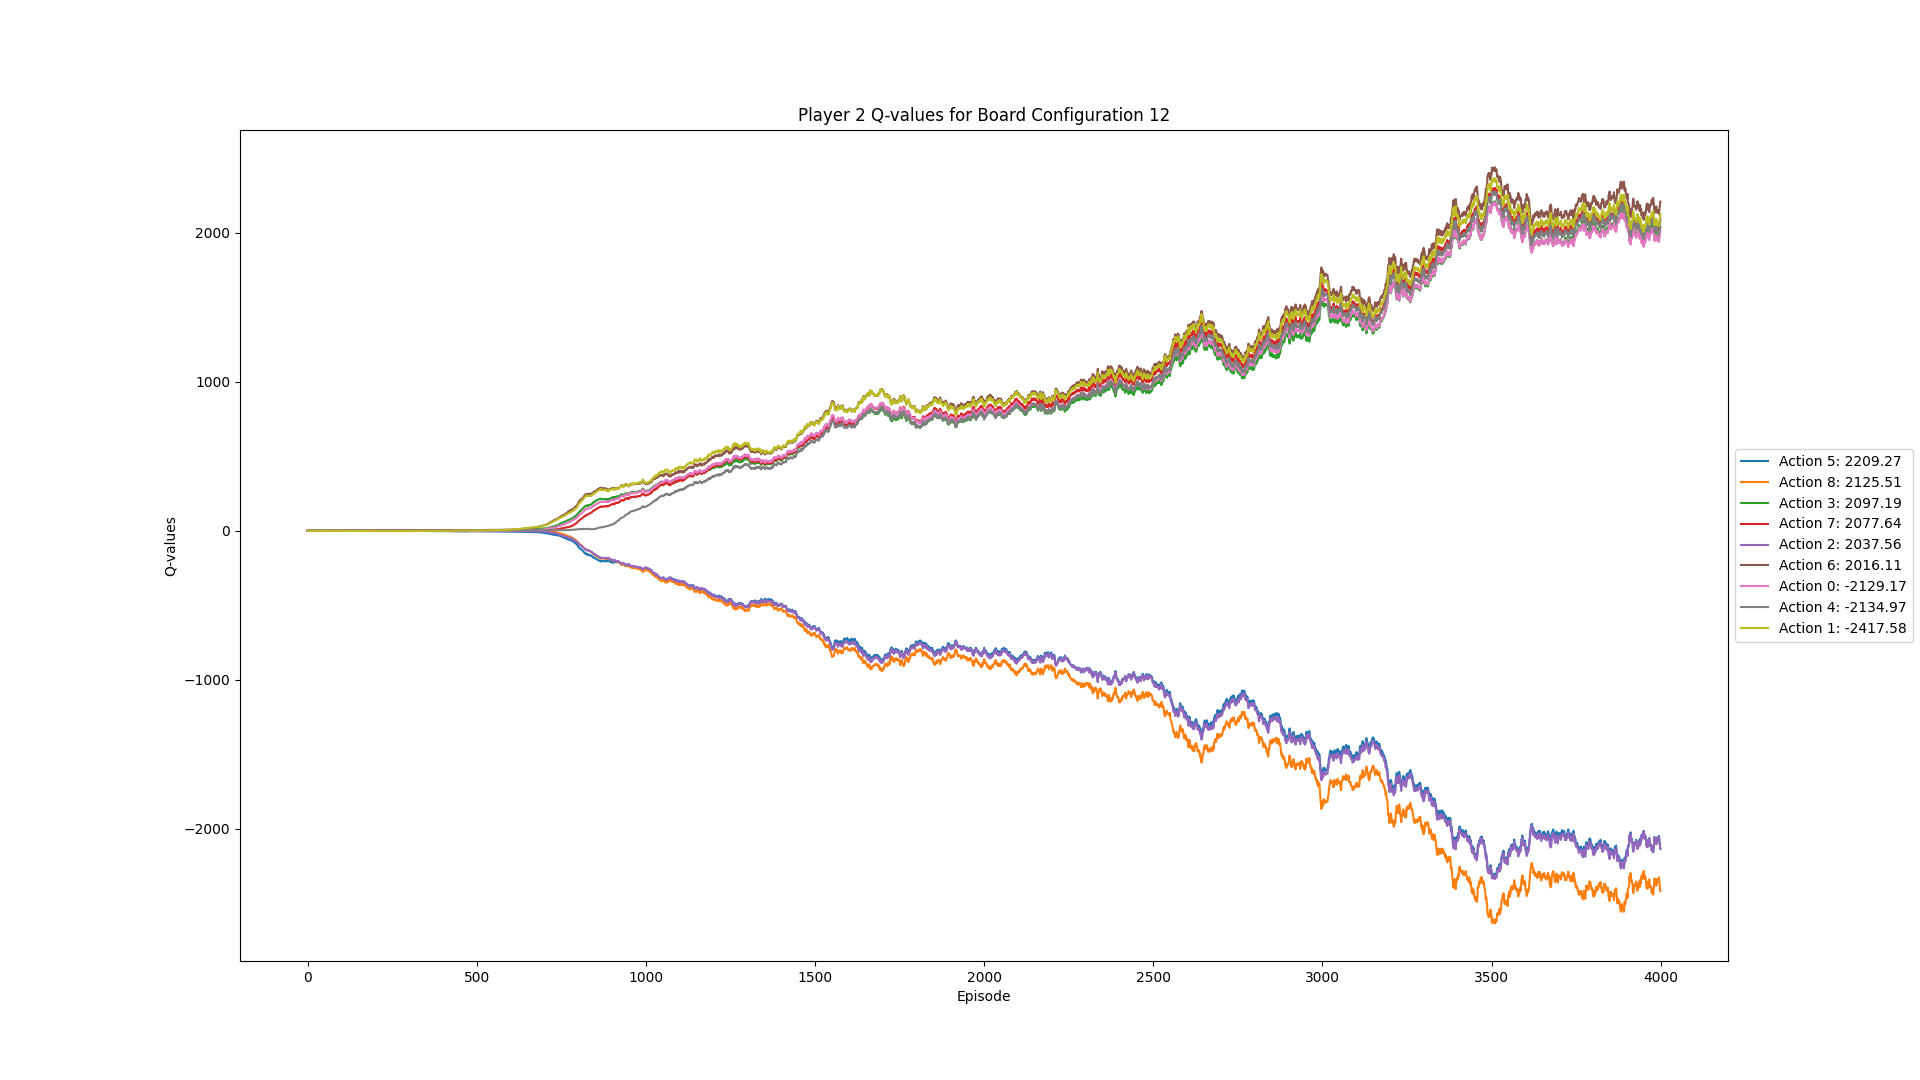 Player 2 Q-values for Board Configuration 12
Q-values
2000
1000
0
−1000
−2000
0 500 1000 1500 2000 2500 3000 3500 4000
Episode
Action 5: 2209.27
Action 8: 2125.51
Action 3: 2097.19
Action 7: 2077.64
Action 2: 2037.56
Action 6: 2016.11
Action 0: -2129.17
Action 4: -2134.97
Action 1: -2417.58